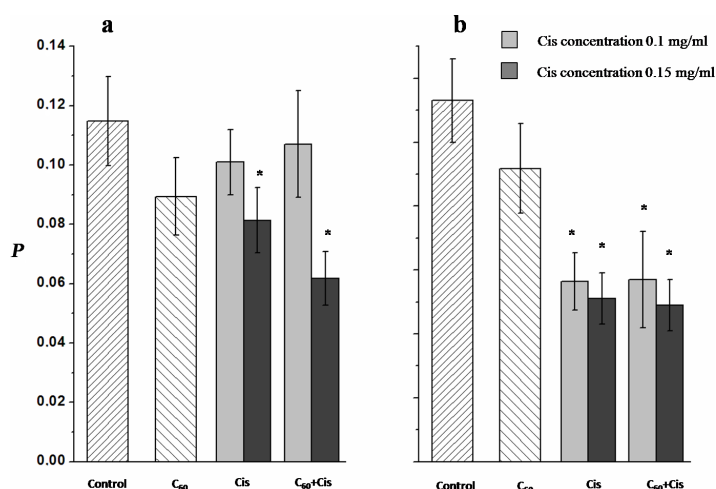 a
b
Cis concentration 0.1 mg/ml
Cis concentration 0.15 mg/ml
0.14
0.12
0.10
0.08
0.06
0.04
0.02
0.00
P
*
*
*
*
*
*
Control
C₆₀
Cis
C₆₀+Cis
Control
C₆₀
Cis
C₆₀+Cis